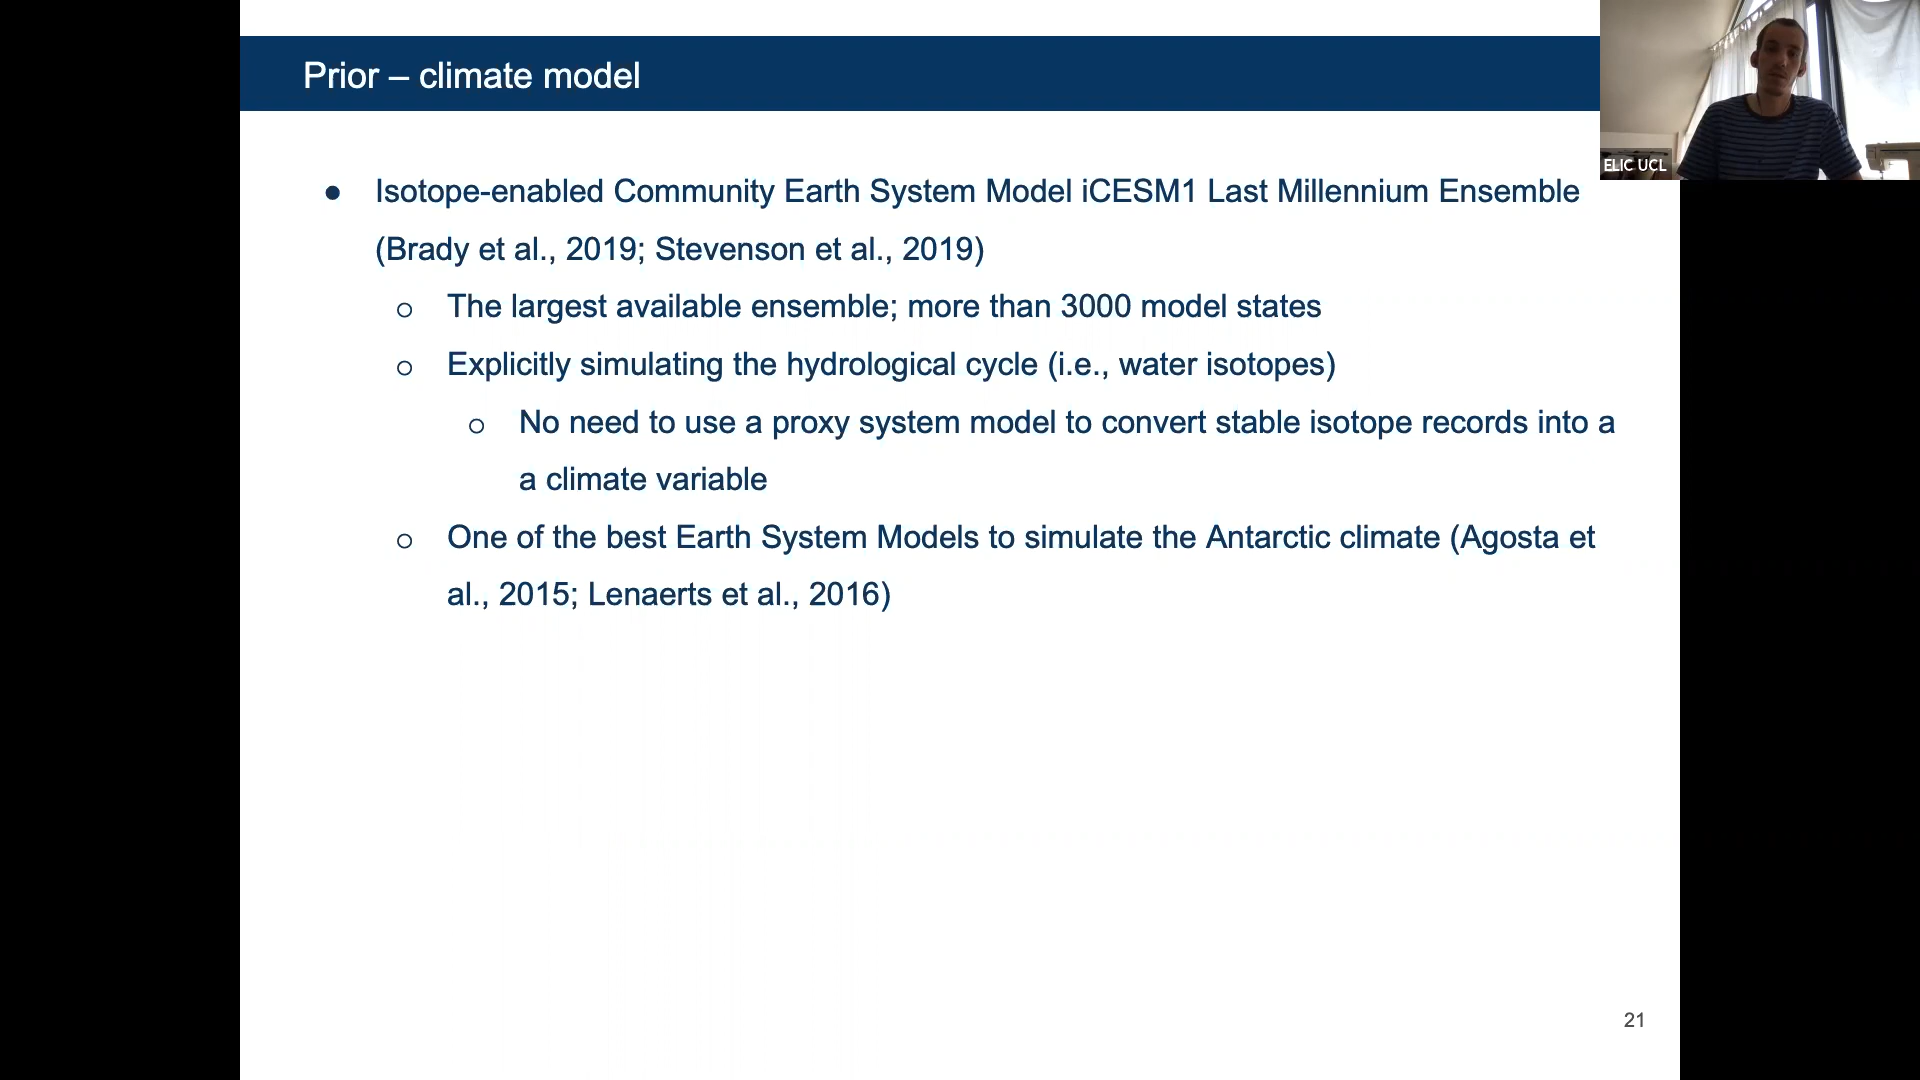 Prior – climate model
ELIC UCL
● Isotope-enabled Community Earth System Model iCESM1 Last Millennium Ensemble
(Brady et al., 2019; Stevenson et al., 2019)
○ The largest available ensemble; more than 3000 model states
○ Explicitly simulating the hydrological cycle (i.e., water isotopes)
○ No need to use a proxy system model to convert stable isotope records into a
a climate variable
○ One of the best Earth System Models to simulate the Antarctic climate (Agosta et
al., 2015; Lenaerts et al., 2016)
21